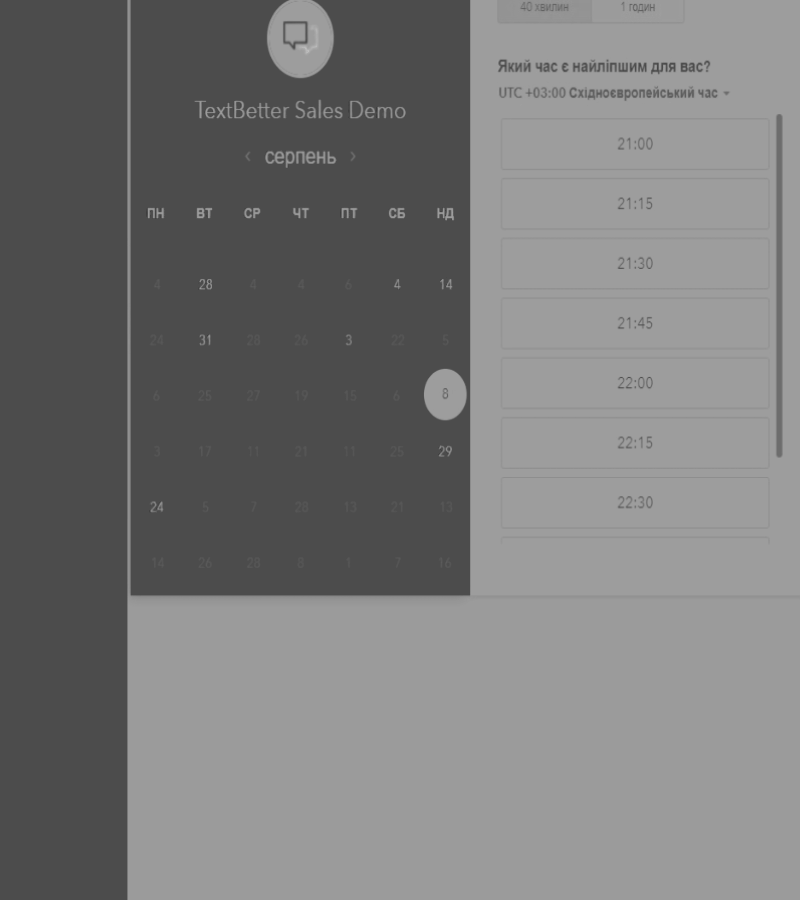 TextBetter Sales Demo
‹ серпень ›
ПН ВТ СР ЧТ ПТ СБ НД
4 28 4 4 6 4 14
24 31 28 26 3 22 5
6 25 27 19 15 6 8
3 17 11 21 11 25 29
24 5 7 28 13 21 13
14 26 28 8 1 7 16
40 хвилин 1 годин
Який час є найліпшим для вас?
UTC +03:00 Східноєвропейський час
21:00
21:15
21:30
21:45
22:00
22:15
22:30